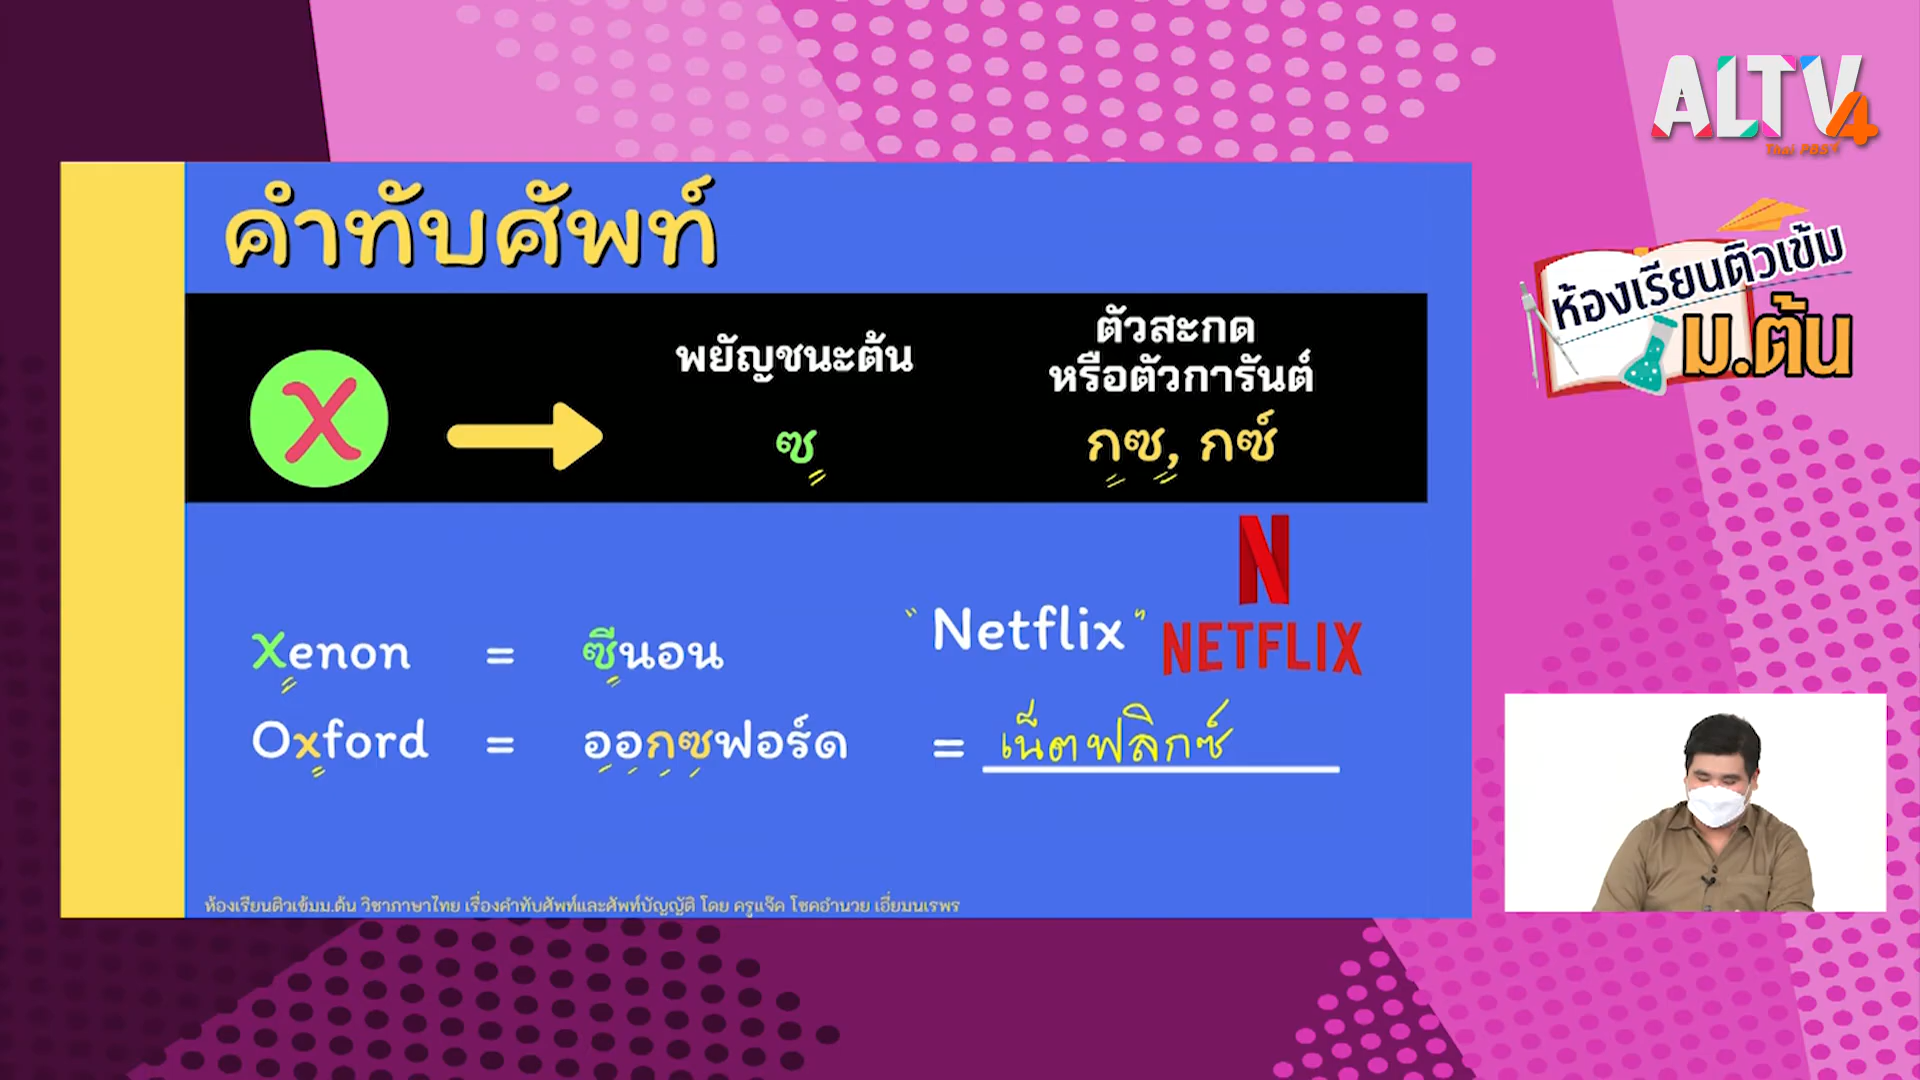 ALTV4
Thai PBS
ห้องเรียนติวเข้ม
ม.ต้น
คำทับศัพท์
X
พยัญชนะต้น
ซ
ตัวสะกด
หรือตัวการันต์
กซ, กซ์
Xenon = ซีนอน
Oxford = ออกซฟอร์ด
"Netflix"
N
NETFLIX
= เน็ตฟลิกซ์
ห้องเรียนติวเข้มม.ต้น วิชาภาษาไทย เรื่องคำทับศัพท์และศัพท์บัญญัติ โดย ครูแจ็ค โชคอำนวย เอี่ยมนเรพร